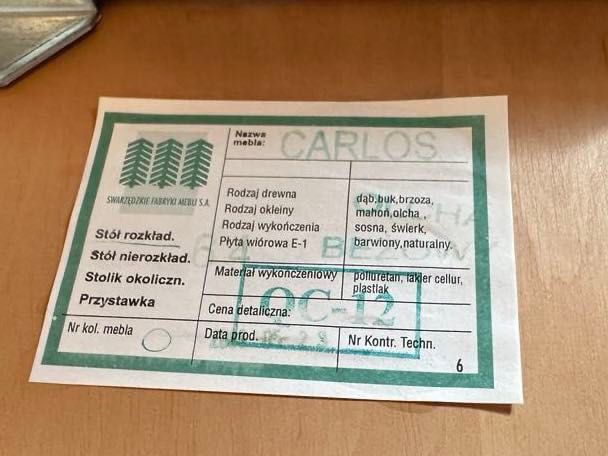 Nazwa mebla: CARLOS
SWARZĘDZKIE FABRYKI MEBLI S.A.
Stół rozkład.
Stół nierozkład.
Stolik okoliczn.
Przystawka
Rodzaj drewna dąb,buk,brzoza,
Rodzaj okleiny mahoń,olcha,
Rodzaj wykończenia sosna, świerk,
Płyta wiórowa E-1 barwiony,naturalny.
BEŻOWY
Materiał wykończeniowy poliuretan, lakier cellur,
plastlak
QC-12
Cena detaliczna:
Nr kol. mebla
Data prod.
Nr Kontr. Techn.
6